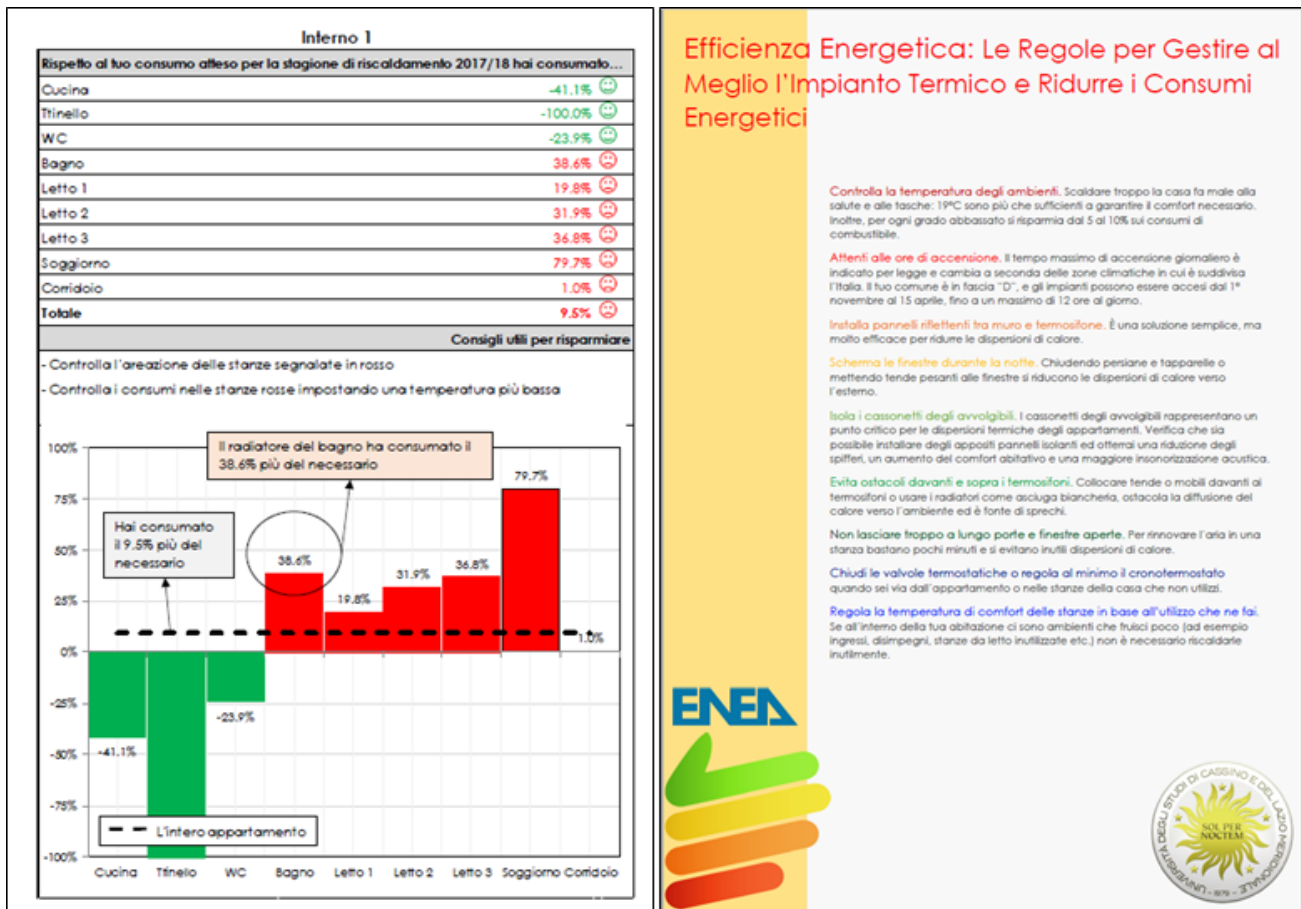 Interno 1
Rispetto al tuo consumo atteso per la stagione di riscaldamento 2017/18 hai consumato...
Cucina -41.1%
Ttinello -100.0%
WC -23.9%
Bagno 38.6%
Letto 1 19.8%
Letto 2 31.9%
Letto 3 36.8%
Soggiorno 79.7%
Corridoio 1.0%
Totale 9.5%
Consigli utili per risparmiare
- Controlla l'areazione delle stanze segnalate in rosso
- Controlla i consumi nelle stanze rosse impostando una temperatura più bassa
Il radiatore del bagno ha consumato il
38.6% più del necessario
Hai consumato
il 9.5% più del
necessario
100%
75%
50%
25%
0%
-25%
-50%
-75%
-100%
-41.1%
-23.9%
38.6%
19.8%
31.9%
36.8%
79.7%
1.0%
L'intero appartamento
Cucina Ttinello WC Bagno Letto 1 Letto 2 Letto 3 Soggiorno Corridoio
Efficienza Energetica: Le Regole per Gestire al
Meglio l'Impianto Termico e Ridurre i Consumi
Energetici
Controlla la temperatura degli ambienti. Scaldare troppo la casa fa male alla
salute e alle tasche: 19°C sono più che sufficienti a garantire il comfort necessario.
Inoltre, per ogni grado abbassato si risparmia dal 5 al 10% sui consumi di
combustibile.
Attenti alle ore di accensione. Il tempo massimo di accensione giornaliero è
indicato per legge e cambia a seconda delle zone climatiche in cui è suddivisa
l'Italia. Il tuo comune è in fascia "D", e gli impianti possono essere accesi dal 1°
novembre al 15 aprile, fino a un massimo di 12 ore al giorno.
Installa pannelli riflettenti tra muro e termosifone. È una soluzione semplice, ma
molto efficace per ridurre le dispersioni di calore.
Scherma le finestre durante la notte. Chiudendo persiane e tapparelle o
mettendo tende pesanti alle finestre si riducono le dispersioni di calore verso
l'esterno.
Isola i cassonetti degli avvolgibili. I cassonetti degli avvolgibili rappresentano un
punto critico per le dispersioni termiche degli appartamenti. Verifica che sia
possibile installare degli appositi pannelli isolanti ed otterrai una riduzione degli
spifferi, un aumento del comfort abitativo e una maggiore insonorizzazione acustica.
Evita ostacoli davanti e sopra i termosifoni. Collocare tende o mobili davanti ai
termosifoni o usare i radiatori come asciuga biancheria, ostacola la diffusione del
calore verso l'ambiente ed è fonte di sprechi.
Non lasciare troppo a lungo porte e finestre aperte. Per rinnovare l'aria in una
stanza bastano pochi minuti e si evitano inutili dispersioni di calore.
Chiudi le valvole termostatiche o regola al minimo il cronotermostato
quando sei via dall'appartamento o nelle stanze della casa che non utilizzi.
Regola la temperatura di comfort delle stanze in base all'utilizzo che ne fai.
Se all'interno della tua abitazione ci sono ambienti che fruisci poco (ad esempio
ingressi, disimpegni, stanze da letto inutilizzate etc.) non è necessario riscaldarle
inutilmente.
ENEA
UNIVERSITÀ DEGLI STUDI DI CASSINO E DEL LAZIO MERIDIONALE
SOL PER
NOCTEM
1979